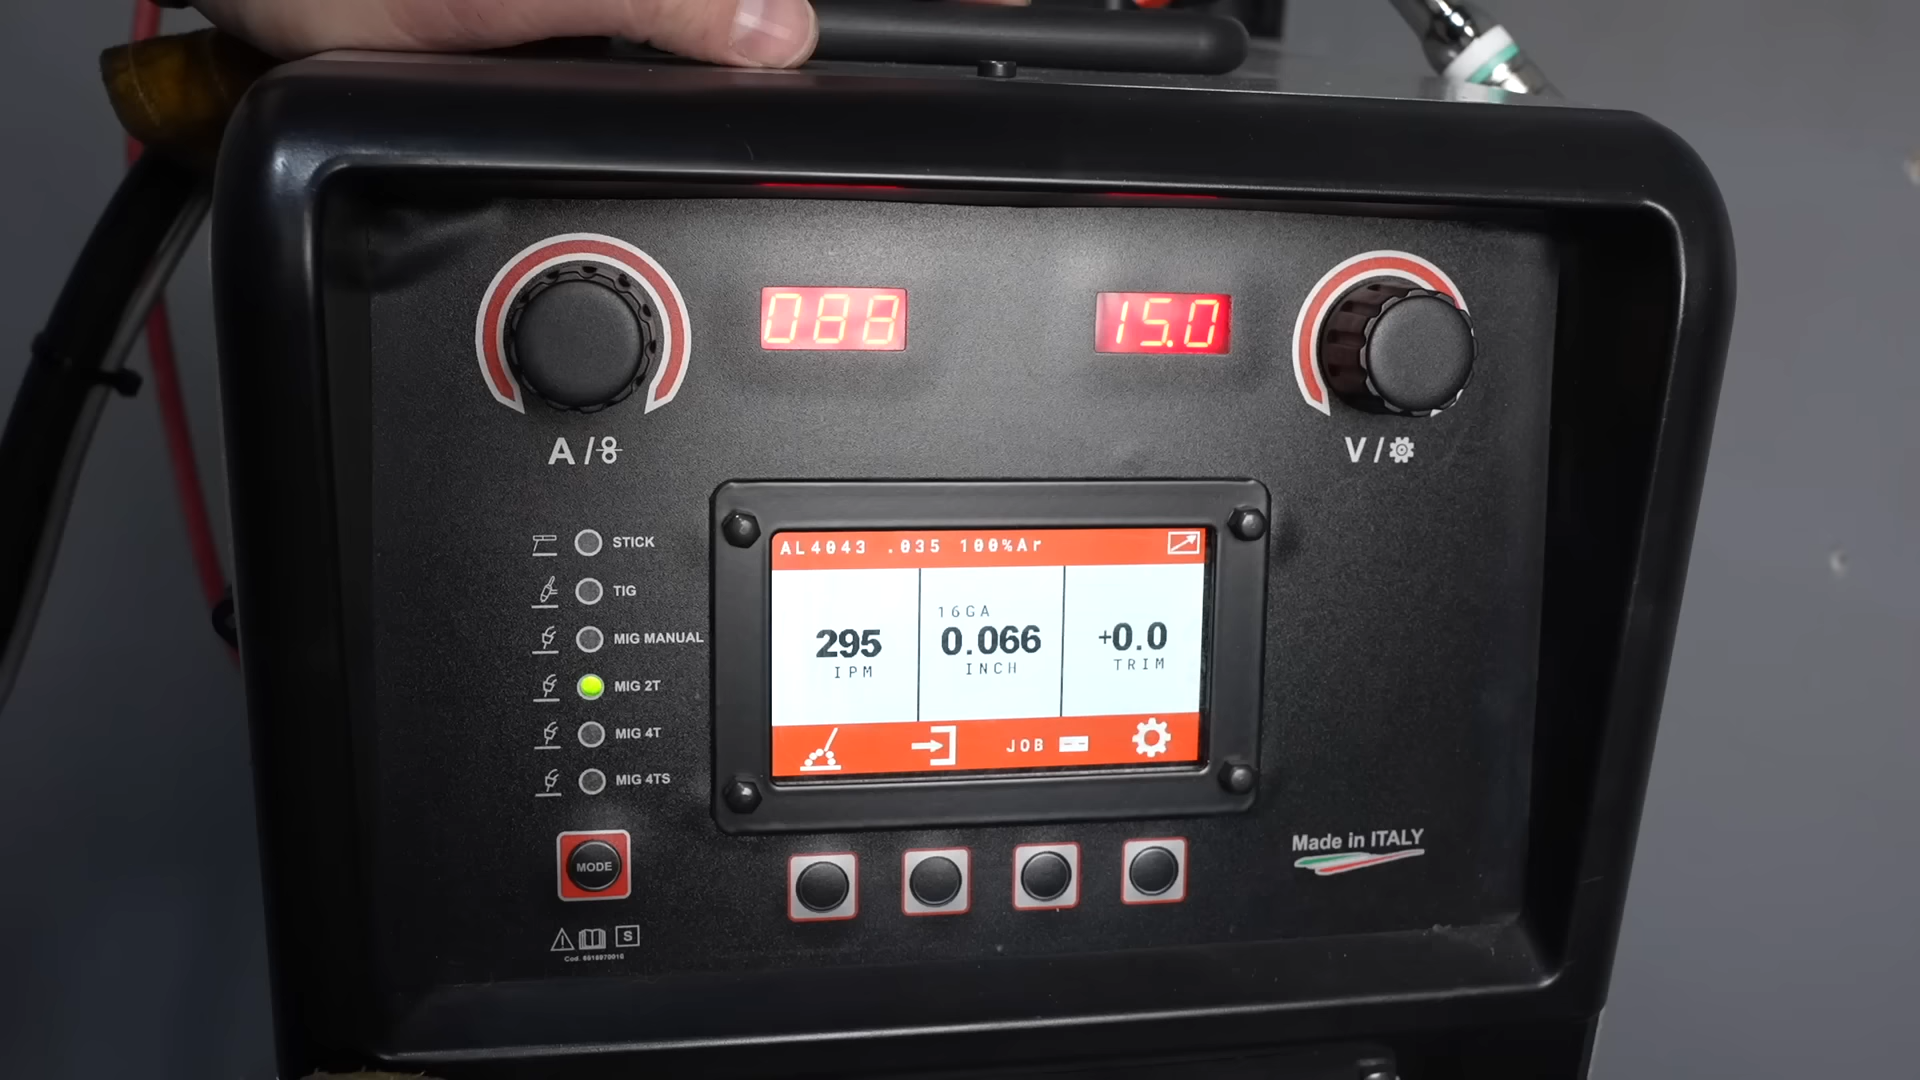 088
15.0
A /
V /
STICK
TIG
MIG MANUAL
MIG 2T
MIG 4T
MIG 4TS
MODE
S
AL4043 .035 100%Ar
295
IPM
16GA
0.066
INCH
+0.0
TRIM
JOB --
Made in ITALY